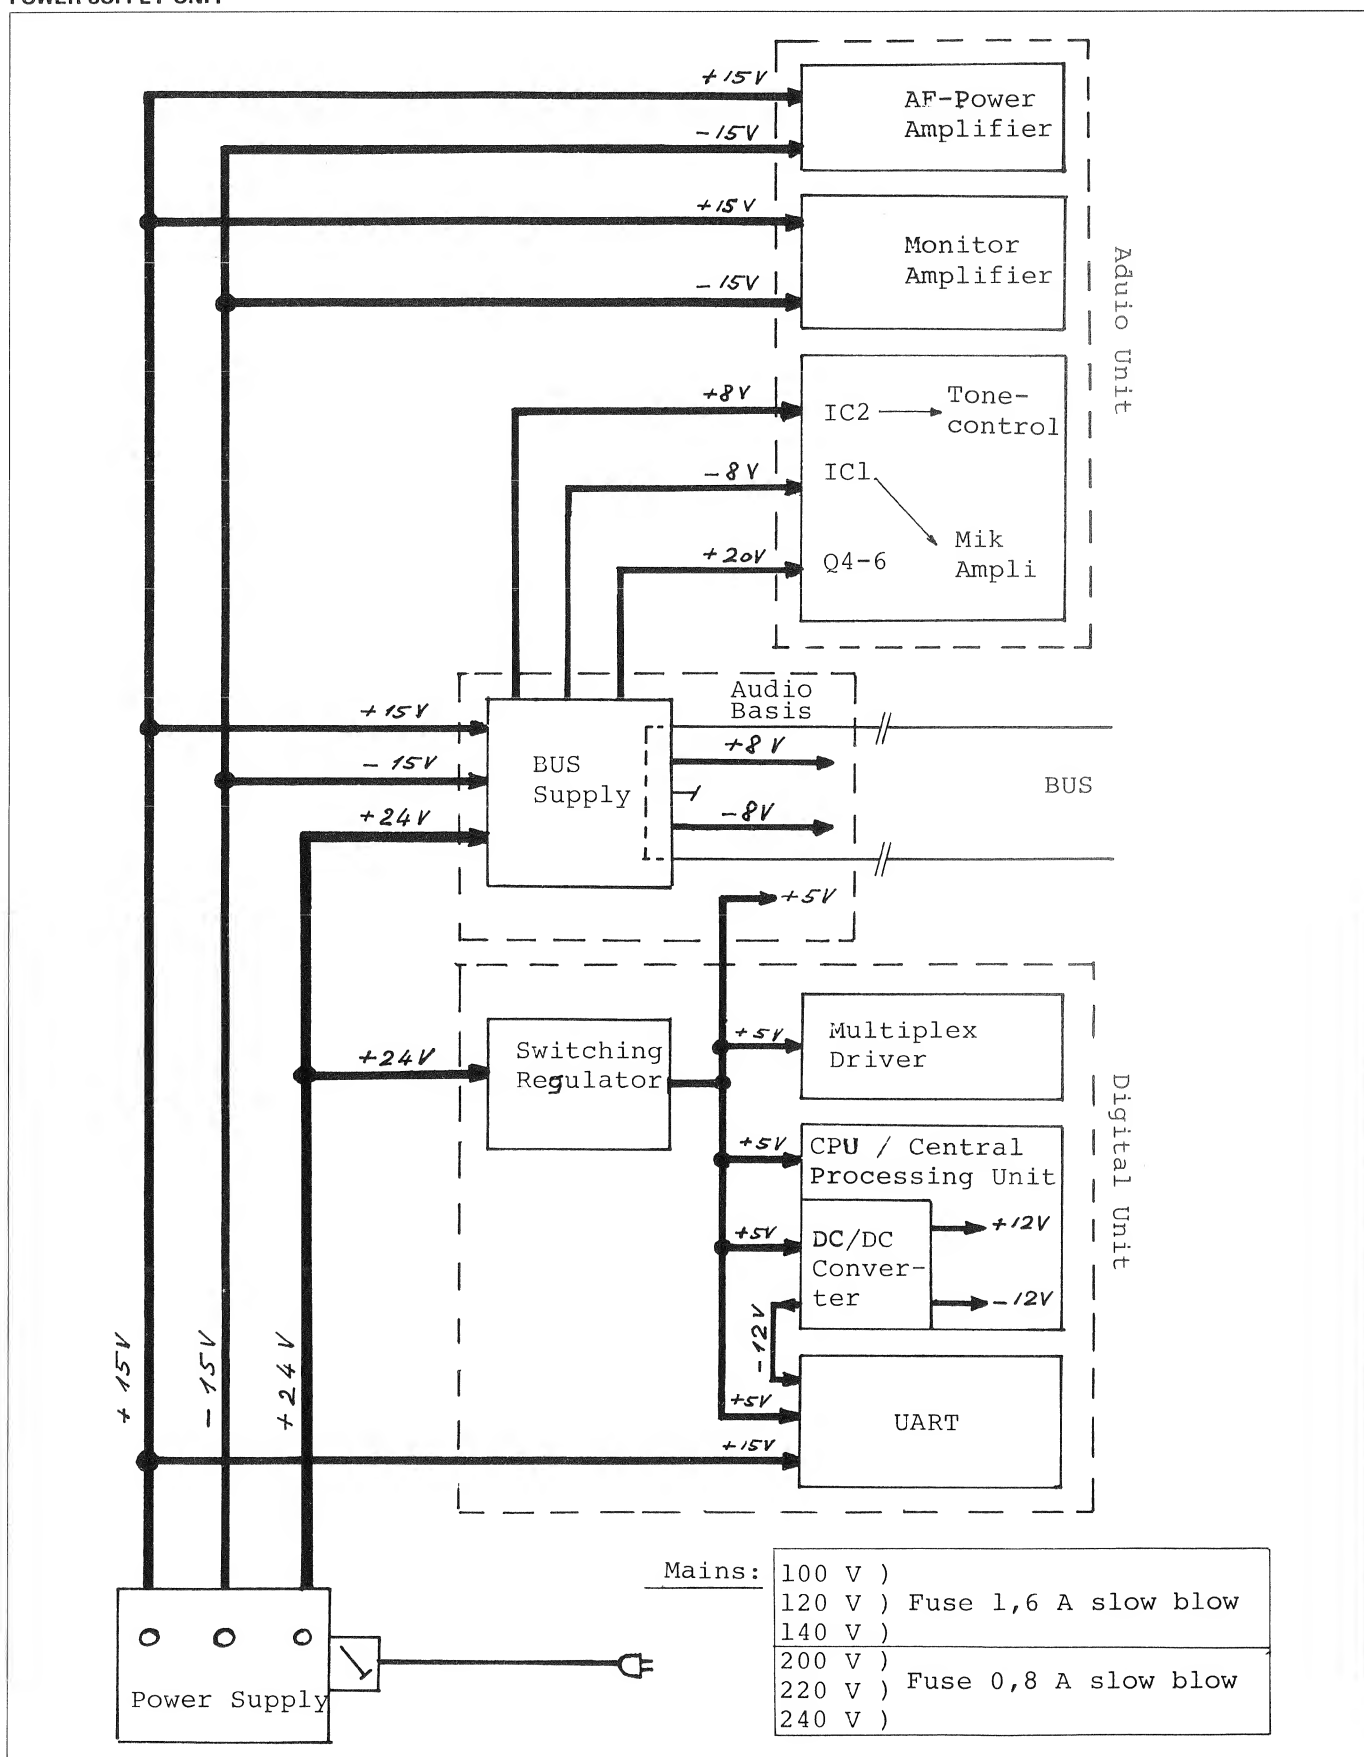 POWER SUPPLY UNIT
+15V
AF-Power
Amplifier
-15V
+15V
Monitor
Amplifier
-15V
Aduio Unit
+8V
IC2
Tone-
control
-8V
IC1
+20V
Q4-6
Mik
Ampli
Audio
Basis
+15V
-15V
+24V
BUS
Supply
+8V
-8V
BUS
+5V
+24V
Switching
Regulator
+5V
Multiplex
Driver
+5V
CPU / Central
Processing Unit
+5V
DC/DC
Conver-
ter
+12V
-12V
-12V
+5V
UART
+15V
Digital Unit
+15V
-15V
+24V
Power Supply
Mains:
100 V )
120 V ) Fuse 1,6 A slow blow
140 V )
200 V )
220 V ) Fuse 0,8 A slow blow
240 V )